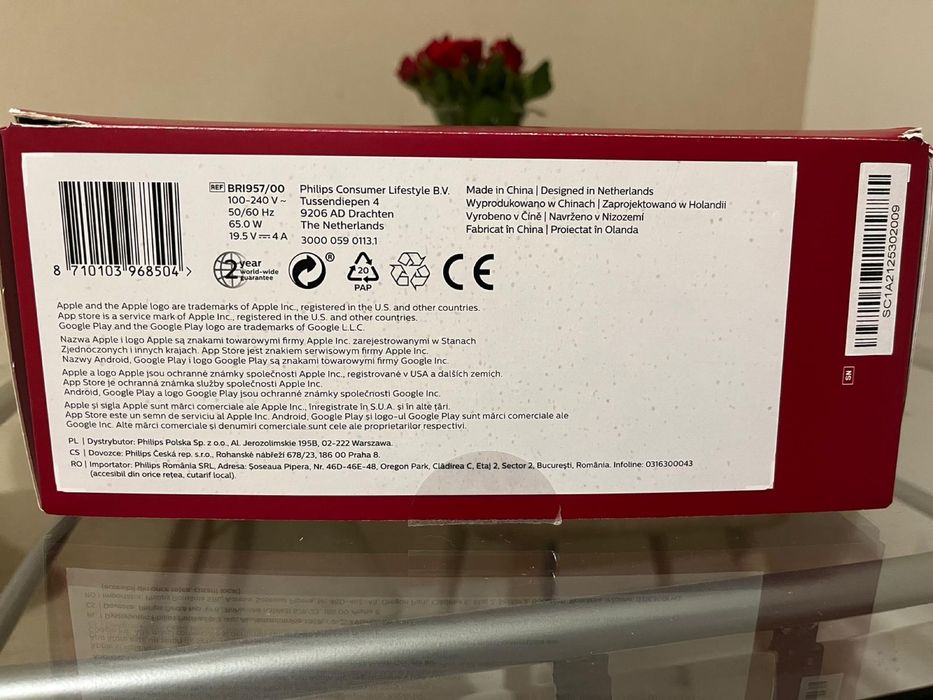 8 710103 968504 >
REF BRI957/00
100-240 V ~
50/60 Hz
65.0 W
19.5 V ⎓ 4 A
Philips Consumer Lifestyle B.V.
Tussendiepen 4
9206 AD Drachten
The Netherlands
3000 059 0113.1
Made in China | Designed in Netherlands
Wyprodukowano w Chinach | Zaprojektowano w Holandii
Vyrobeno v Číně | Navrženo v Nizozemí
Fabricat în China | Proiectat în Olanda
2 year
world-wide
guarantee
®
20
PAP
CE
Apple and the Apple logo are trademarks of Apple Inc., registered in the U.S. and other countries.
App store is a service mark of Apple Inc., registered in the U.S. and other countries.
Google Play and the Google Play logo are trademarks of Google L.L.C.
Nazwa Apple i logo Apple są znakami towarowymi firmy Apple Inc. zarejestrowanymi w Stanach
Zjednoczonych i innych krajach. App Store jest znakiem serwisowym firmy Apple Inc.
Nazwy Android, Google Play i logo Google Play są znakami towarowymi firmy Google Inc.
Apple a logo Apple jsou ochranné známky společnosti Apple Inc., registrované v USA a dalších zemích.
App Store je ochranná známka služby společnosti Apple Inc.
Android, Google Play a logo Google Play jsou ochranné známky společnosti Google Inc.
Apple și sigla Apple sunt mărci comerciale ale Apple Inc., înregistrate în S.U.A. și în alte țări.
App Store este un semn de serviciu al Apple Inc. Android, Google Play și logo-ul Google Play sunt mărci comerciale ale
Google Inc. Alte mărci comerciale și denumiri comerciale sunt cele ale proprietarilor respectivi.
PL | Dystrybutor: Philips Polska Sp. z o.o., Al. Jerozolimskie 195B, 02-222 Warszawa.
CS | Dovozce: Philips Česká rep. s.r.o., Rohanské nábřeží 678/23, 186 00 Praha 8.
RO | Importator: Philips România SRL, Adresa: Șoseaua Pipera, Nr. 46D-46E-48, Oregon Park, Clădirea C, Etaj 2, Sector 2, București, România. Infoline: 0316300043
(accesibil din orice rețea, cutarif local).
SC1A2125302009
SN